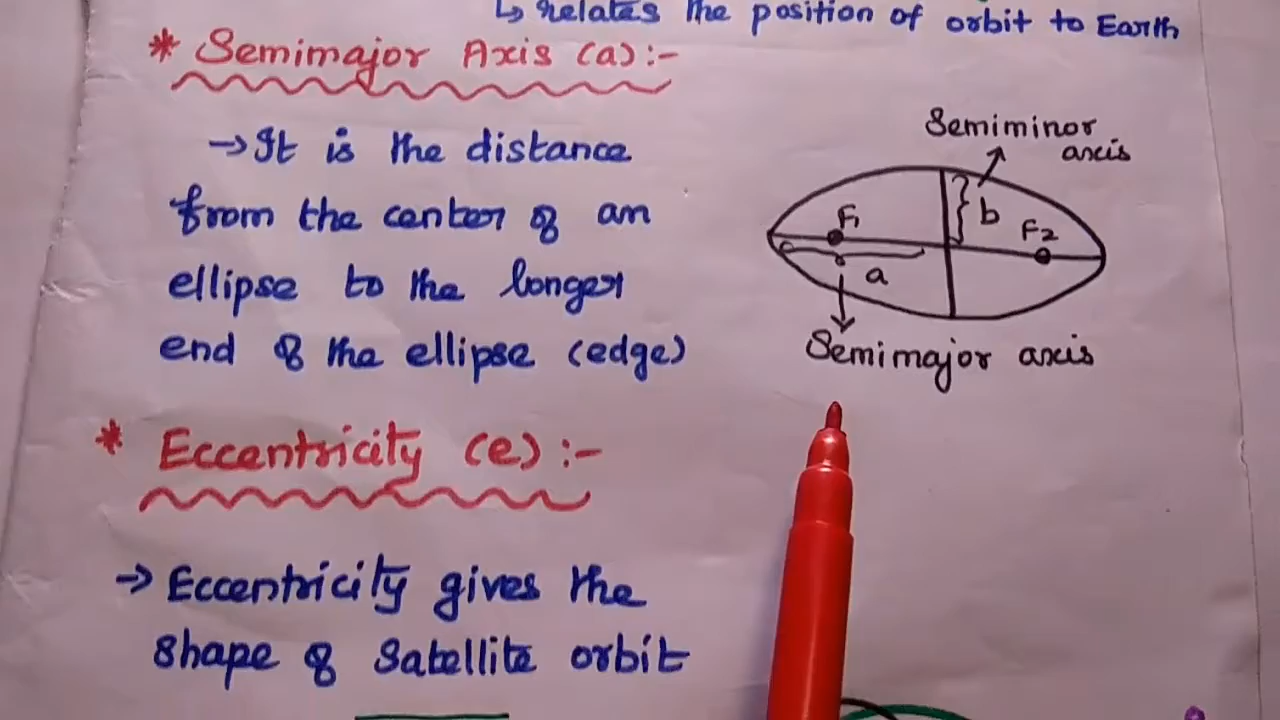 ↳ relates the position of orbit to Earth
* Semimajor Axis (a):-
→ It is the distance
from the center of an
ellipse to the longer
end of the ellipse (edge)
Semiminor
axis
b
F1
F2
a
Semimajor axis
* Eccentricity (e):-
→ Eccentricity gives the
shape of satellite orbit